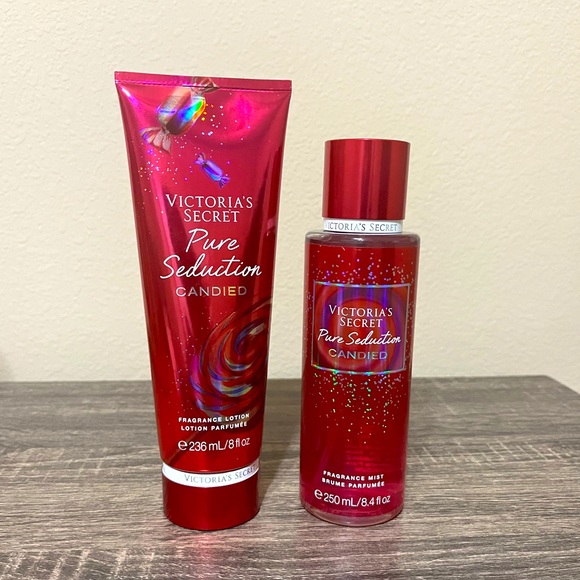 VICTORIA'S
SECRET
Pure
Seduction
CANDIED
FRAGRANCE LOTION
LOTION PARFUMÉE
℮ 236 mL/8 fl oz
VICTORIA'S SECRET
VICTORIA'S SECRET
VICTORIA'S
SECRET
Pure Seduction
CANDIED
FRAGRANCE MIST
BRUME PARFUMÉE
℮ 250 mL/8.4 fl oz